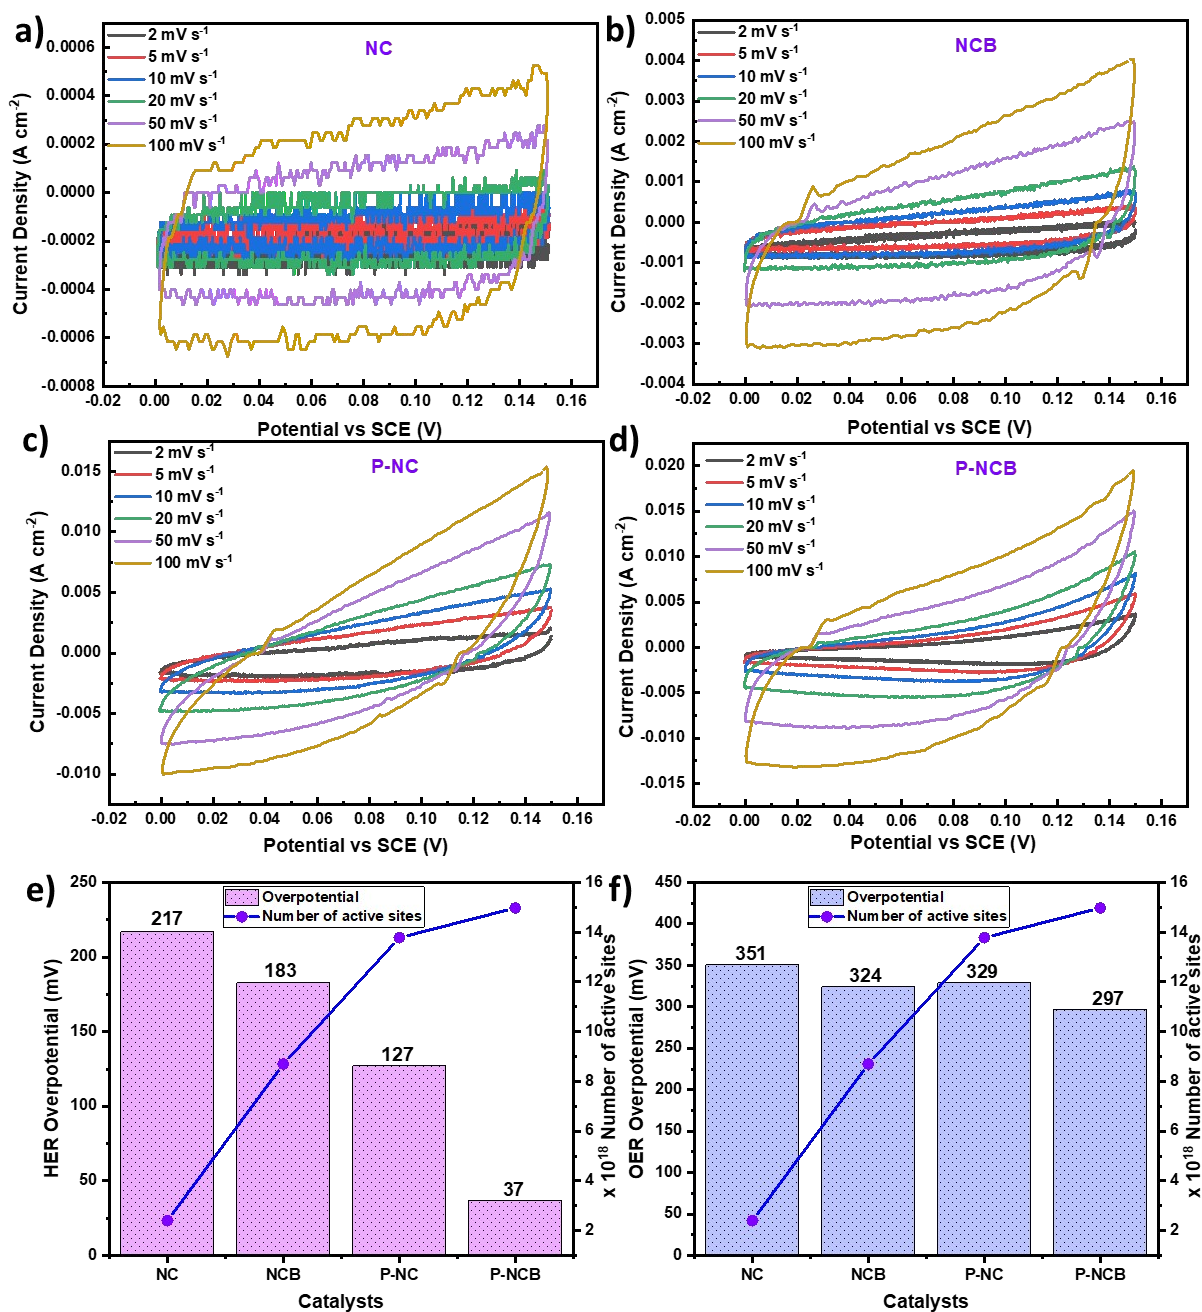 a)
NC
2 mV s⁻¹
5 mV s⁻¹
10 mV s⁻¹
20 mV s⁻¹
50 mV s⁻¹
100 mV s⁻¹
0.0006
0.0004
0.0002
0.0000
-0.0002
-0.0004
-0.0006
-0.0008
Current Density (A cm⁻²)
-0.02 0.00 0.02 0.04 0.06 0.08 0.10 0.12 0.14 0.16
Potential vs SCE (V)
b)
NCB
2 mV s⁻¹
5 mV s⁻¹
10 mV s⁻¹
20 mV s⁻¹
50 mV s⁻¹
100 mV s⁻¹
0.005
0.004
0.003
0.002
0.001
0.000
-0.001
-0.002
-0.003
-0.004
Current Density (A cm⁻²)
-0.02 0.00 0.02 0.04 0.06 0.08 0.10 0.12 0.14 0.16
Potential vs SCE (V)
c)
P-NC
2 mV s⁻¹
5 mV s⁻¹
10 mV s⁻¹
20 mV s⁻¹
50 mV s⁻¹
100 mV s⁻¹
0.015
0.010
0.005
0.000
-0.005
-0.010
Current Density (A cm⁻²)
-0.02 0.00 0.02 0.04 0.06 0.08 0.10 0.12 0.14 0.16
Potential vs SCE (V)
d)
P-NCB
2 mV s⁻¹
5 mV s⁻¹
10 mV s⁻¹
20 mV s⁻¹
50 mV s⁻¹
100 mV s⁻¹
0.020
0.015
0.010
0.005
0.000
-0.005
-0.010
-0.015
Current Density (A cm⁻²)
-0.02 0.00 0.02 0.04 0.06 0.08 0.10 0.12 0.14 0.16
Potential vs SCE (V)
e)
Overpotential
Number of active sites
250
200
150
100
50
0
HER Overpotential (mV)
217
183
127
37
16
14
12
10
8
6
4
2
x 10¹⁸ Number of active sites
NC NCB P-NC P-NCB
Catalysts
f)
Overpotential
Number of active sites
450
400
350
300
250
200
150
100
50
0
OER Overpotential (mV)
351
324
329
297
16
14
12
10
8
6
4
2
x 10¹⁸ Number of active sites
NC NCB P-NC P-NCB
Catalysts